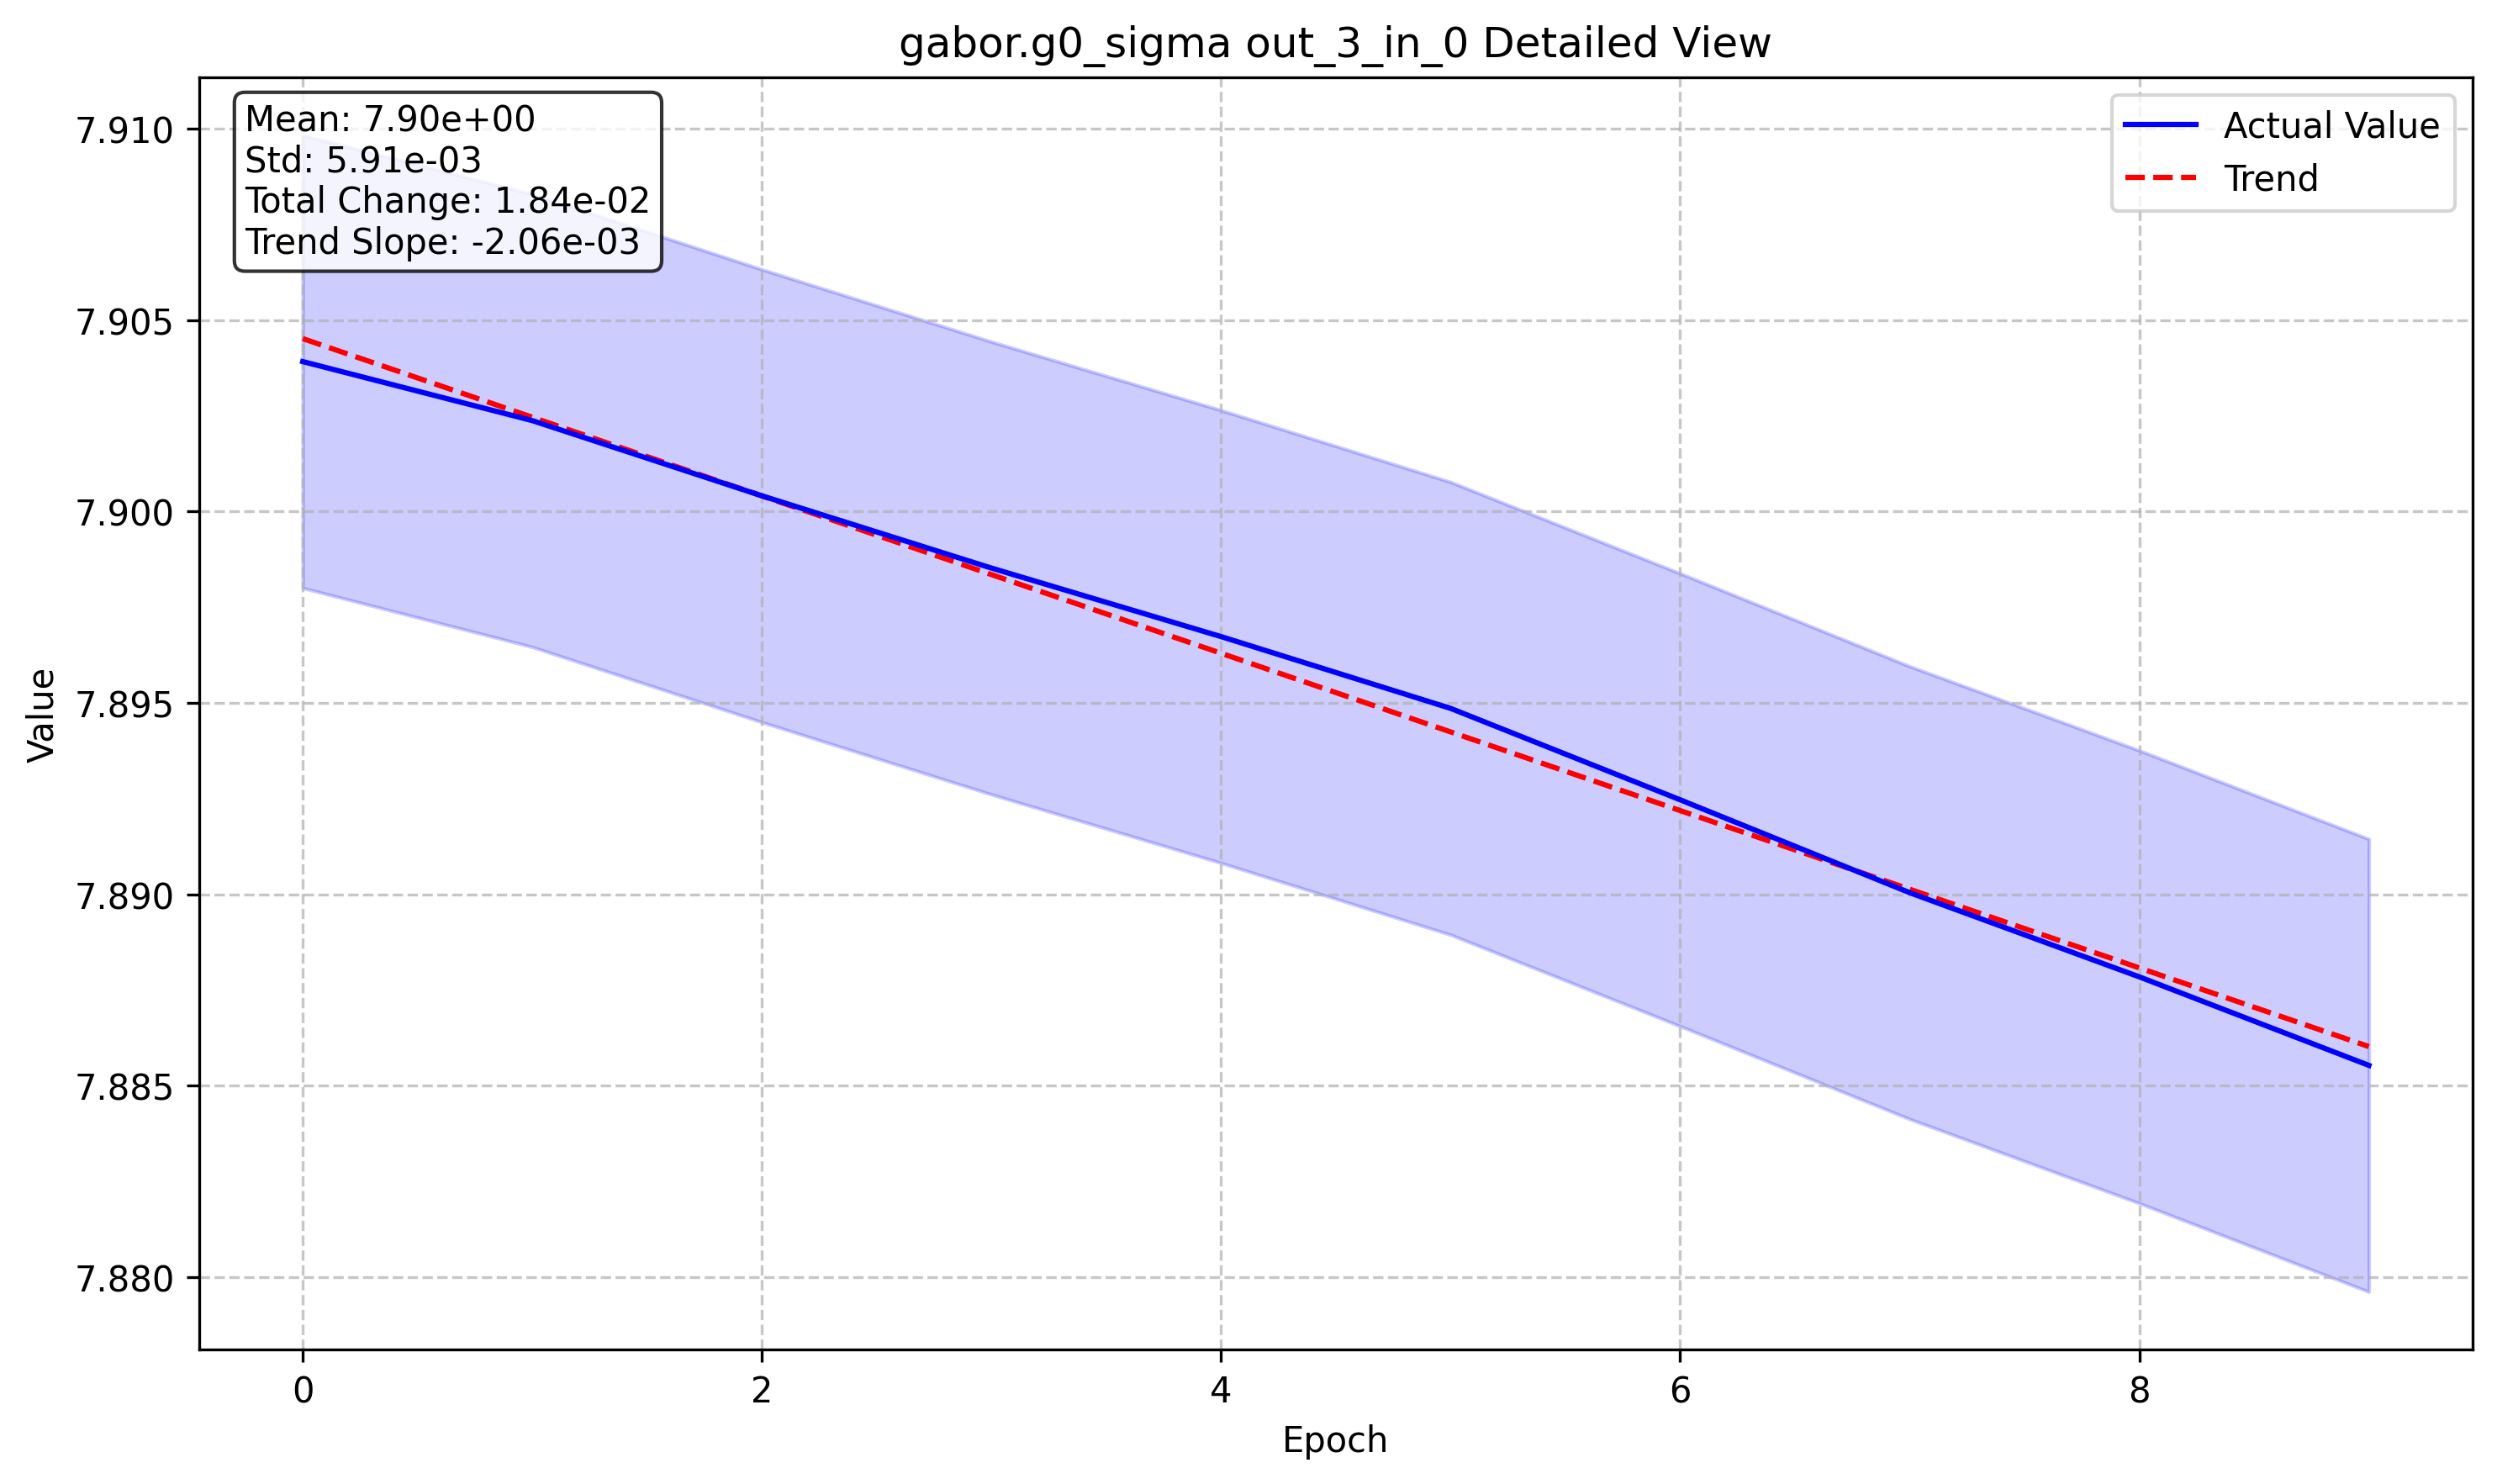 gabor.g0_sigma out_3_in_0 Detailed View
Mean: 7.90e+00
Std: 5.91e-03
Total Change: 1.84e-02
Trend Slope: -2.06e-03
Actual Value
Trend
7.910
7.905
7.900
7.895
7.890
7.885
7.880
Value
0 2 4 6 8
Epoch